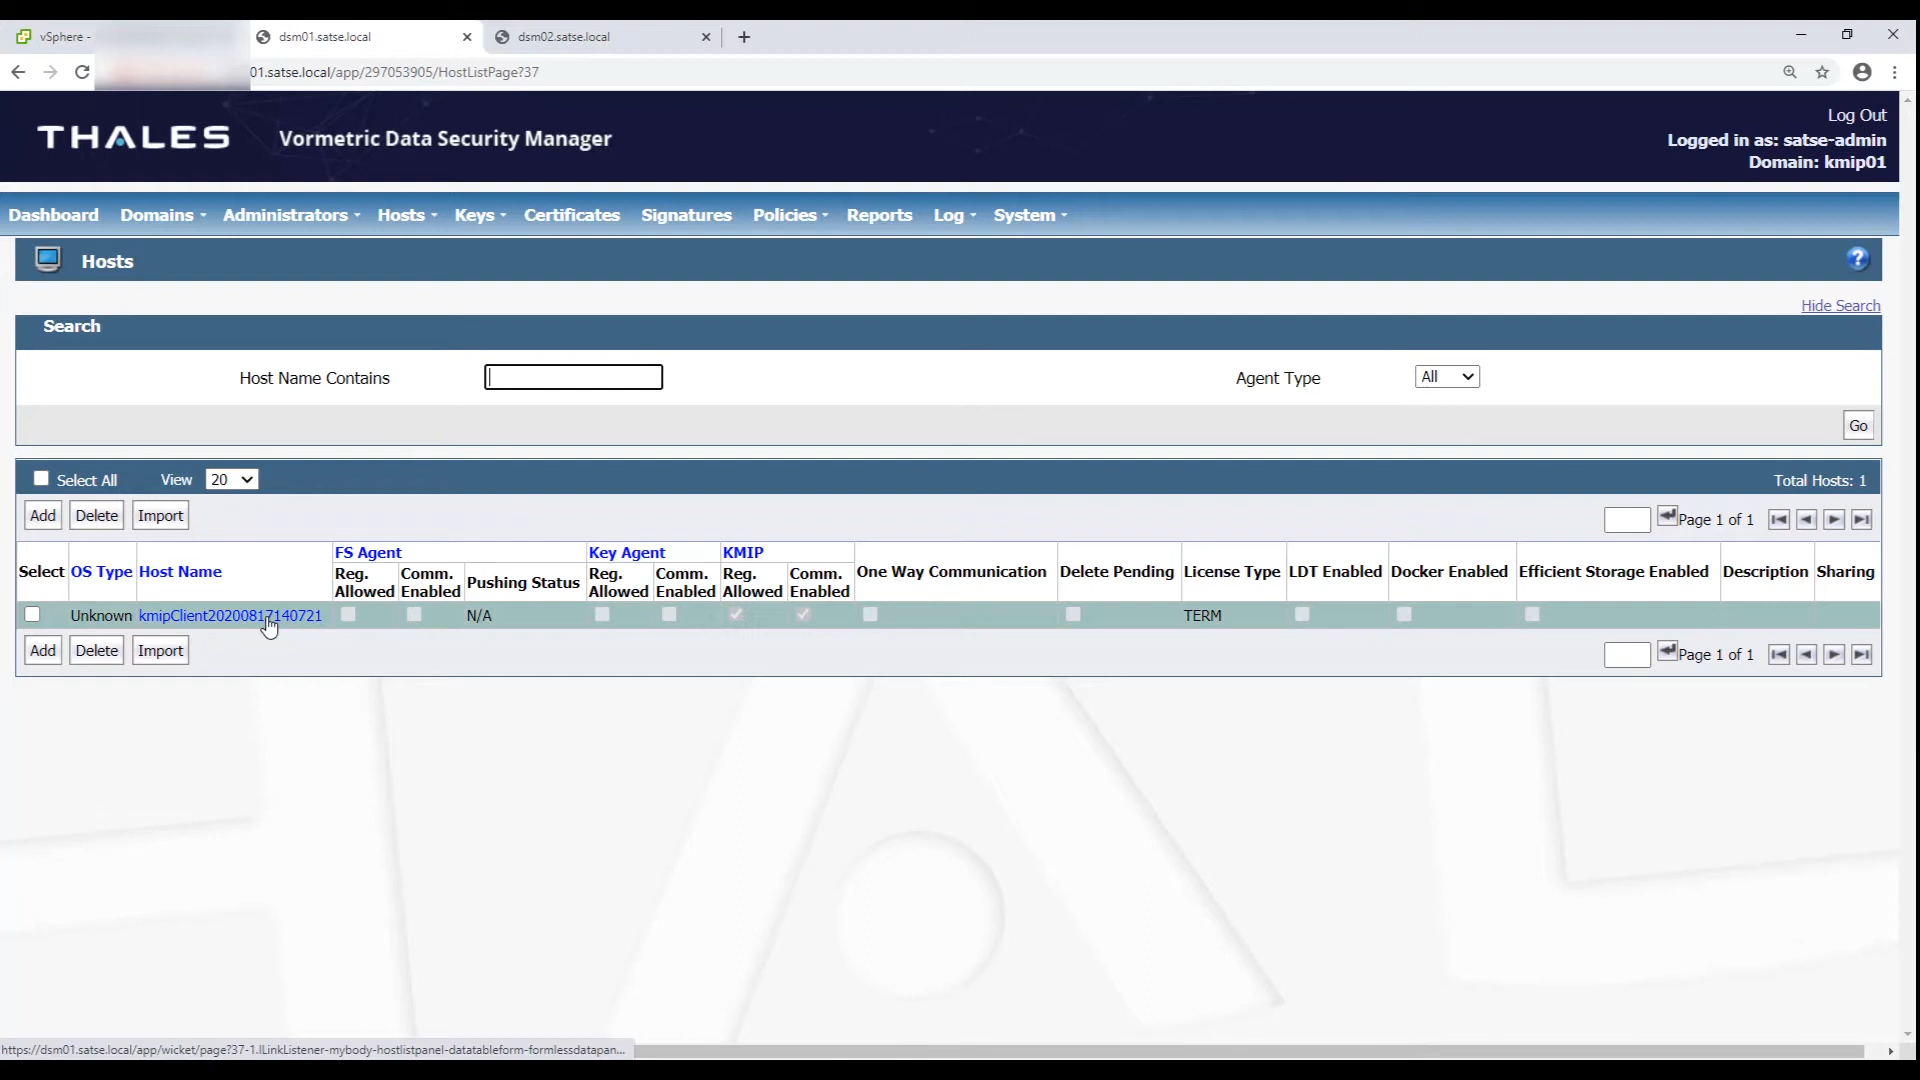 vSphere -
dsm01.satse.local
dsm02.satse.local
01.satse.local/app/297053905/HostListPage?37
THALES
Vormetric Data Security Manager
Log Out
Logged in as: satse-admin
Domain: kmip01
Dashboard Domains Administrators Hosts Keys Certificates Signatures Policies Reports Log System
Hosts
?
Hide Search
Search
Host Name Contains
Agent Type All
Go
Select All View 20 Total Hosts: 1
Add Delete Import Page 1 of 1
FS Agent Key Agent KMIP
Select OS Type Host Name Reg. Allowed Comm. Enabled Pushing Status Reg. Allowed Comm. Enabled Reg. Allowed Comm. Enabled One Way Communication Delete Pending License Type LDT Enabled Docker Enabled Efficient Storage Enabled Description Sharing
Unknown kmipClient20200817140721 N/A TERM
Add Delete Import Page 1 of 1
https://dsm01.satse.local/app/wicket/page?37-1.ILinkListener-mybody-hostlistpanel-datatableform-formlessdatapan...